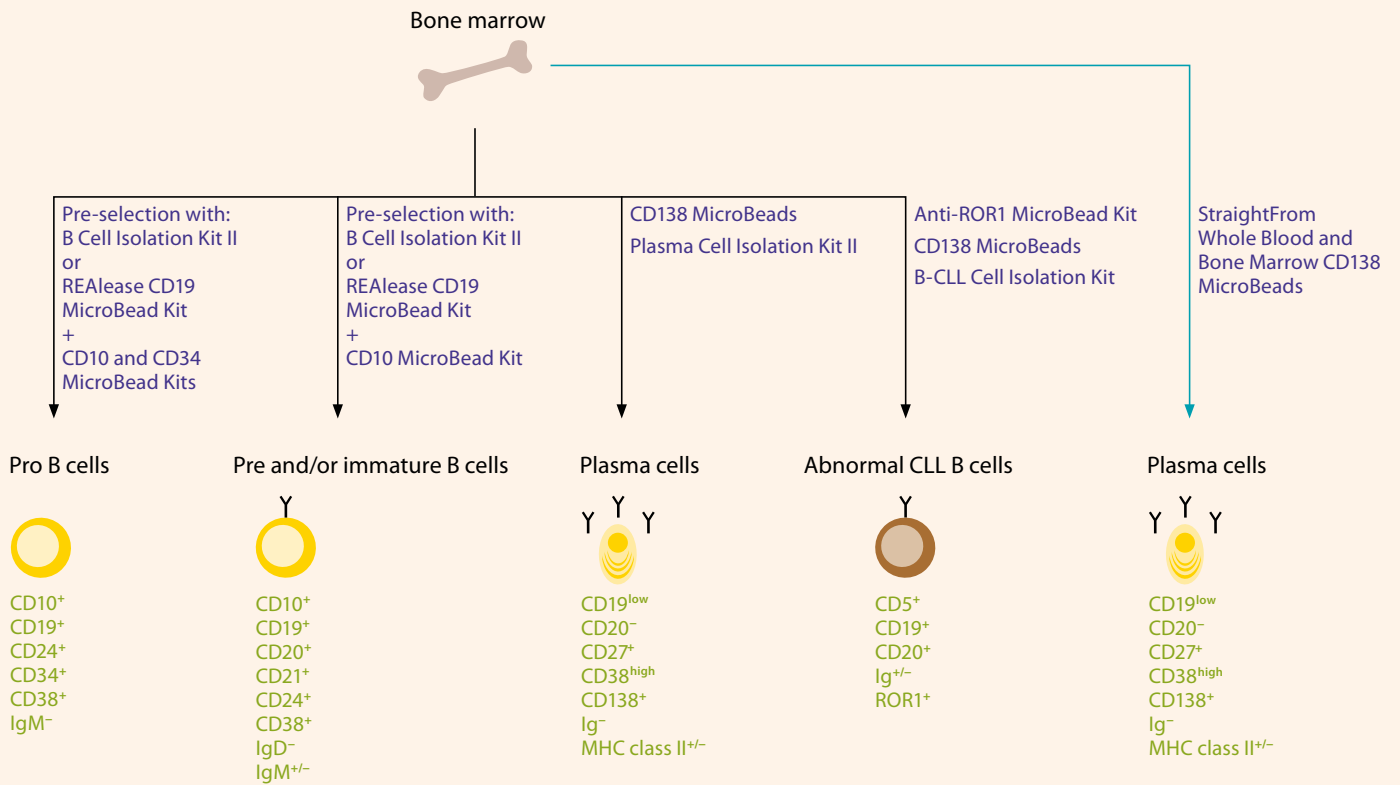 Bone marrow
Pre-selection with:
B Cell Isolation Kit II
or
REAlease CD19
MicroBead Kit
+
CD10 and CD34
MicroBead Kits
Pre-selection with:
B Cell Isolation Kit II
or
REAlease CD19
MicroBead Kit
+
CD10 MicroBead Kit
CD138 MicroBeads
Plasma Cell Isolation Kit II
Anti-ROR1 MicroBead Kit
CD138 MicroBeads
B-CLL Cell Isolation Kit
StraightFrom
Whole Blood and
Bone Marrow CD138
MicroBeads
Pro B cells
CD10⁺
CD19⁺
CD24⁺
CD34⁺
CD38⁺
IgM⁻
Pre and/or immature B cells
CD10⁺
CD19⁺
CD20⁺
CD21⁺
CD24⁺
CD38⁺
IgD⁻
IgM⁺/⁻
Plasma cells
CD19ˡᵒʷ
CD20⁻
CD27⁺
CD38ʰⁱᵍʰ
CD138⁺
Ig⁻
MHC class II⁺/⁻
Abnormal CLL B cells
CD5⁺
CD19⁺
CD20⁺
Ig⁺/⁻
ROR1⁺
Plasma cells
CD19ˡᵒʷ
CD20⁻
CD27⁺
CD38ʰⁱᵍʰ
CD138⁺
Ig⁻
MHC class II⁺/⁻